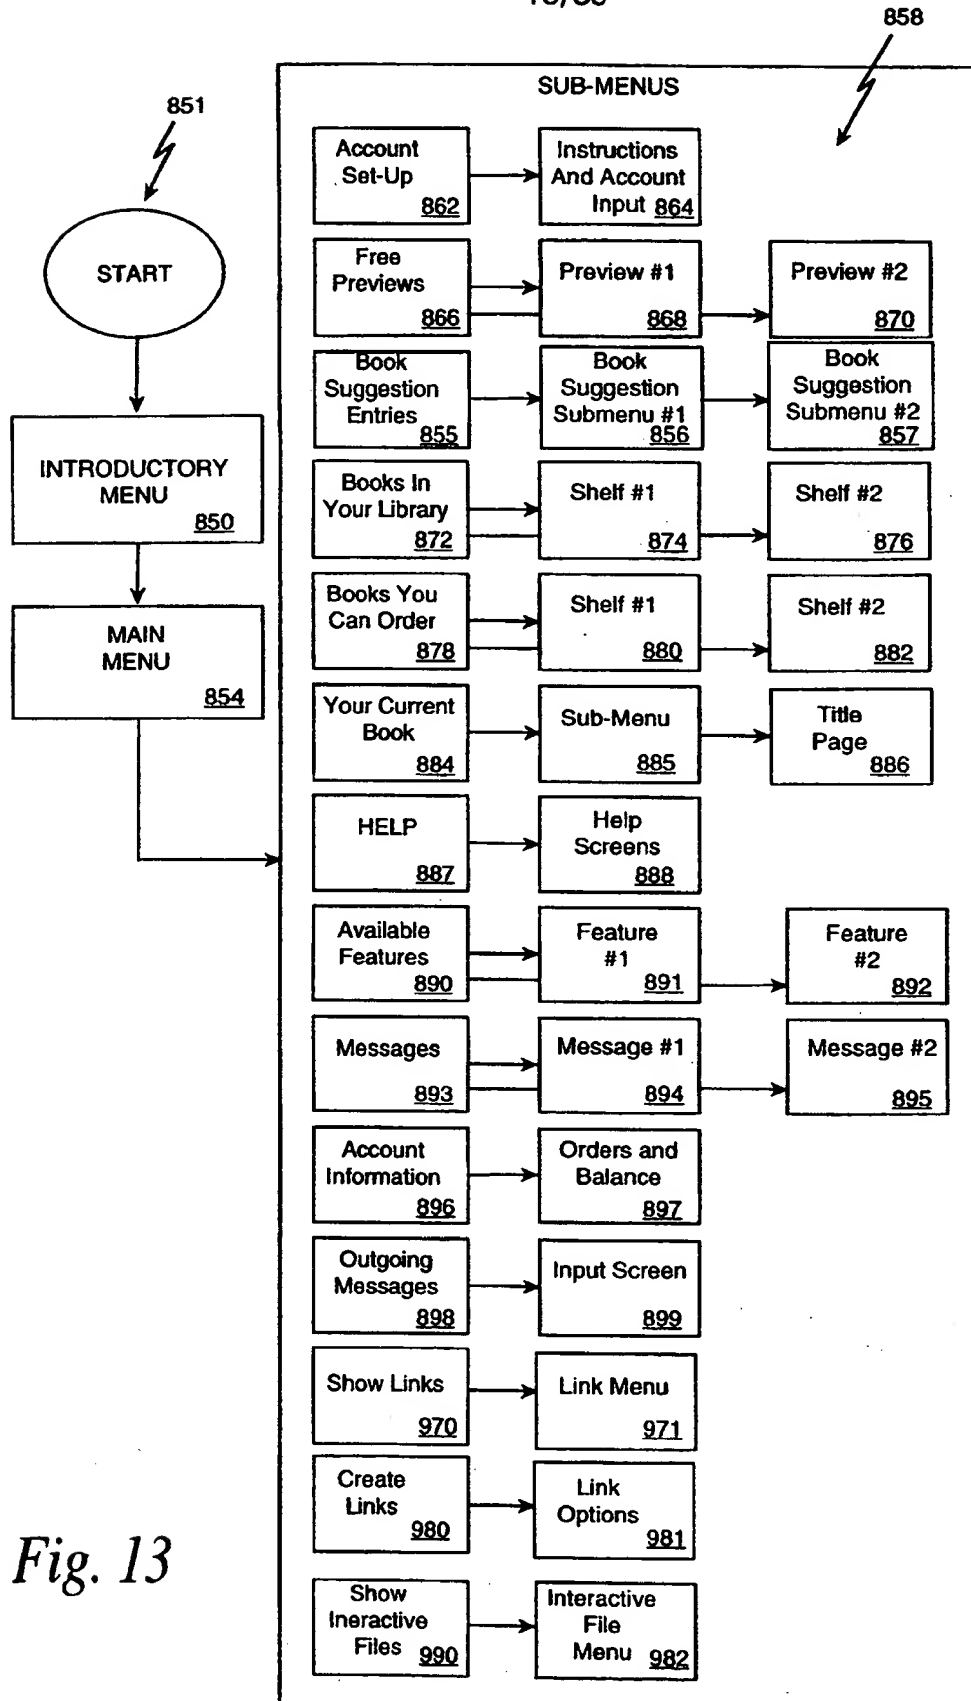 858
851
SUB-MENUS
START
INTRODUCTORY
MENU
850
MAIN
MENU
854
Account
Set-Up
862
Instructions
And Account
Input 864
Free
Previews
866
Preview #1
868
Preview #2
870
Book
Suggestion
Entries
855
Book
Suggestion
Submenu #1
856
Book
Suggestion
Submenu #2
857
Books In
Your Library
872
Shelf #1
874
Shelf #2
876
Books You
Can Order
878
Shelf #1
880
Shelf #2
882
Your Current
Book
884
Sub-Menu
885
Title
Page
886
HELP
887
Help
Screens
888
Available
Features
890
Feature
#1
891
Feature
#2
892
Messages
893
Message #1
894
Message #2
895
Account
Information
896
Orders and
Balance
897
Outgoing
Messages
898
Input Screen
899
Show Links
970
Link Menu
971
Create
Links
980
Link
Options
981
Show
Ineractive
Files 990
Interactive
File
Menu 982
Fig. 13